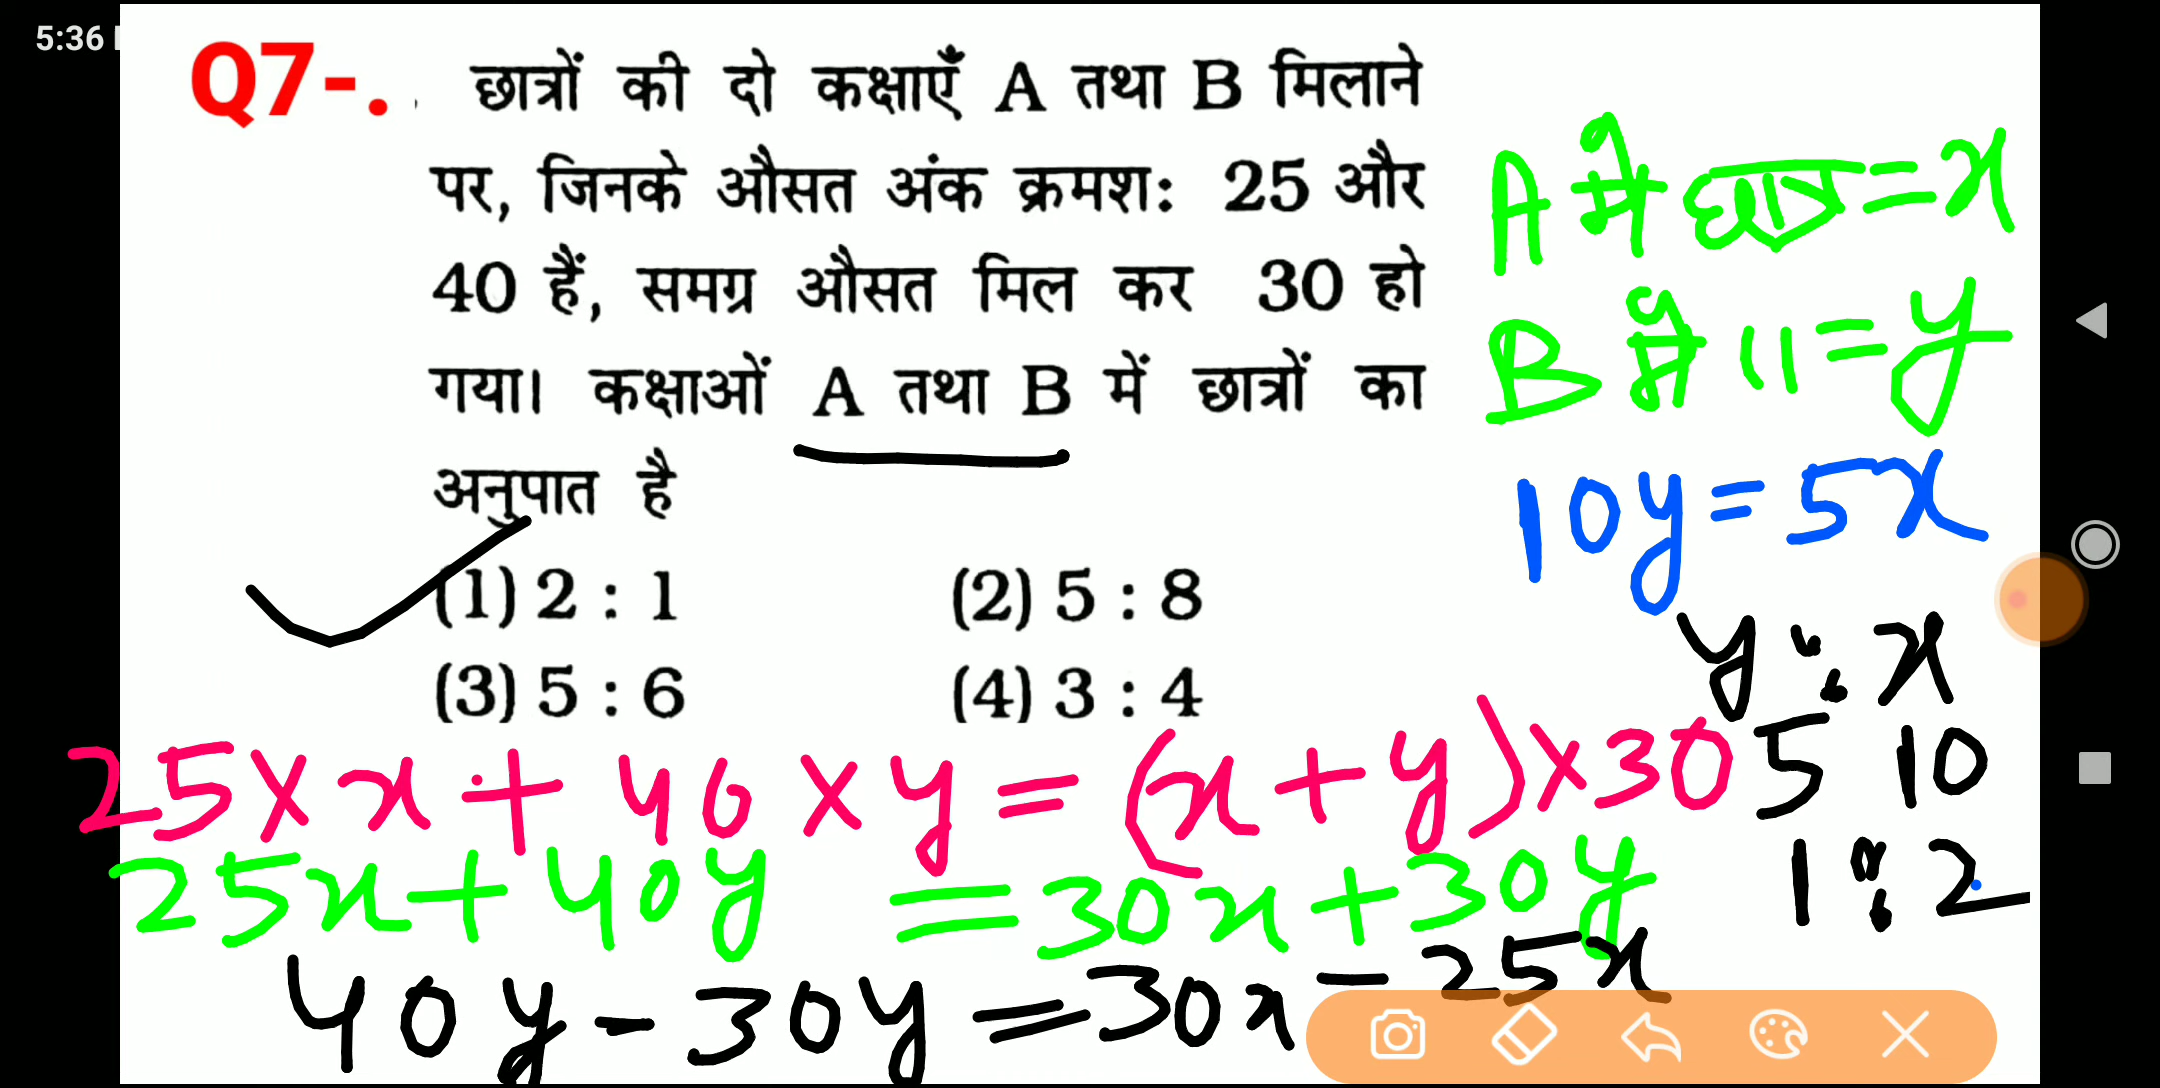 5:36
Q7-. छात्रों की दो कक्षाएँ A तथा B मिलाने
पर, जिनके औसत अंक क्रमश: 25 और
40 हैं, समग्र औसत मिल कर 30 हो
गया। कक्षाओं A तथा B में छात्रों का
अनुपात है
(1) 2 : 1 (2) 5 : 8
(3) 5 : 6 (4) 3 : 4
A में छात्र = x
B में 11 = y
10y = 5x
y : x
5 10
1 : 2
25 × x + 40 × y = (x + y) × 30
25x + 40y = 30x + 30y
40y - 30y = 30x - 25x